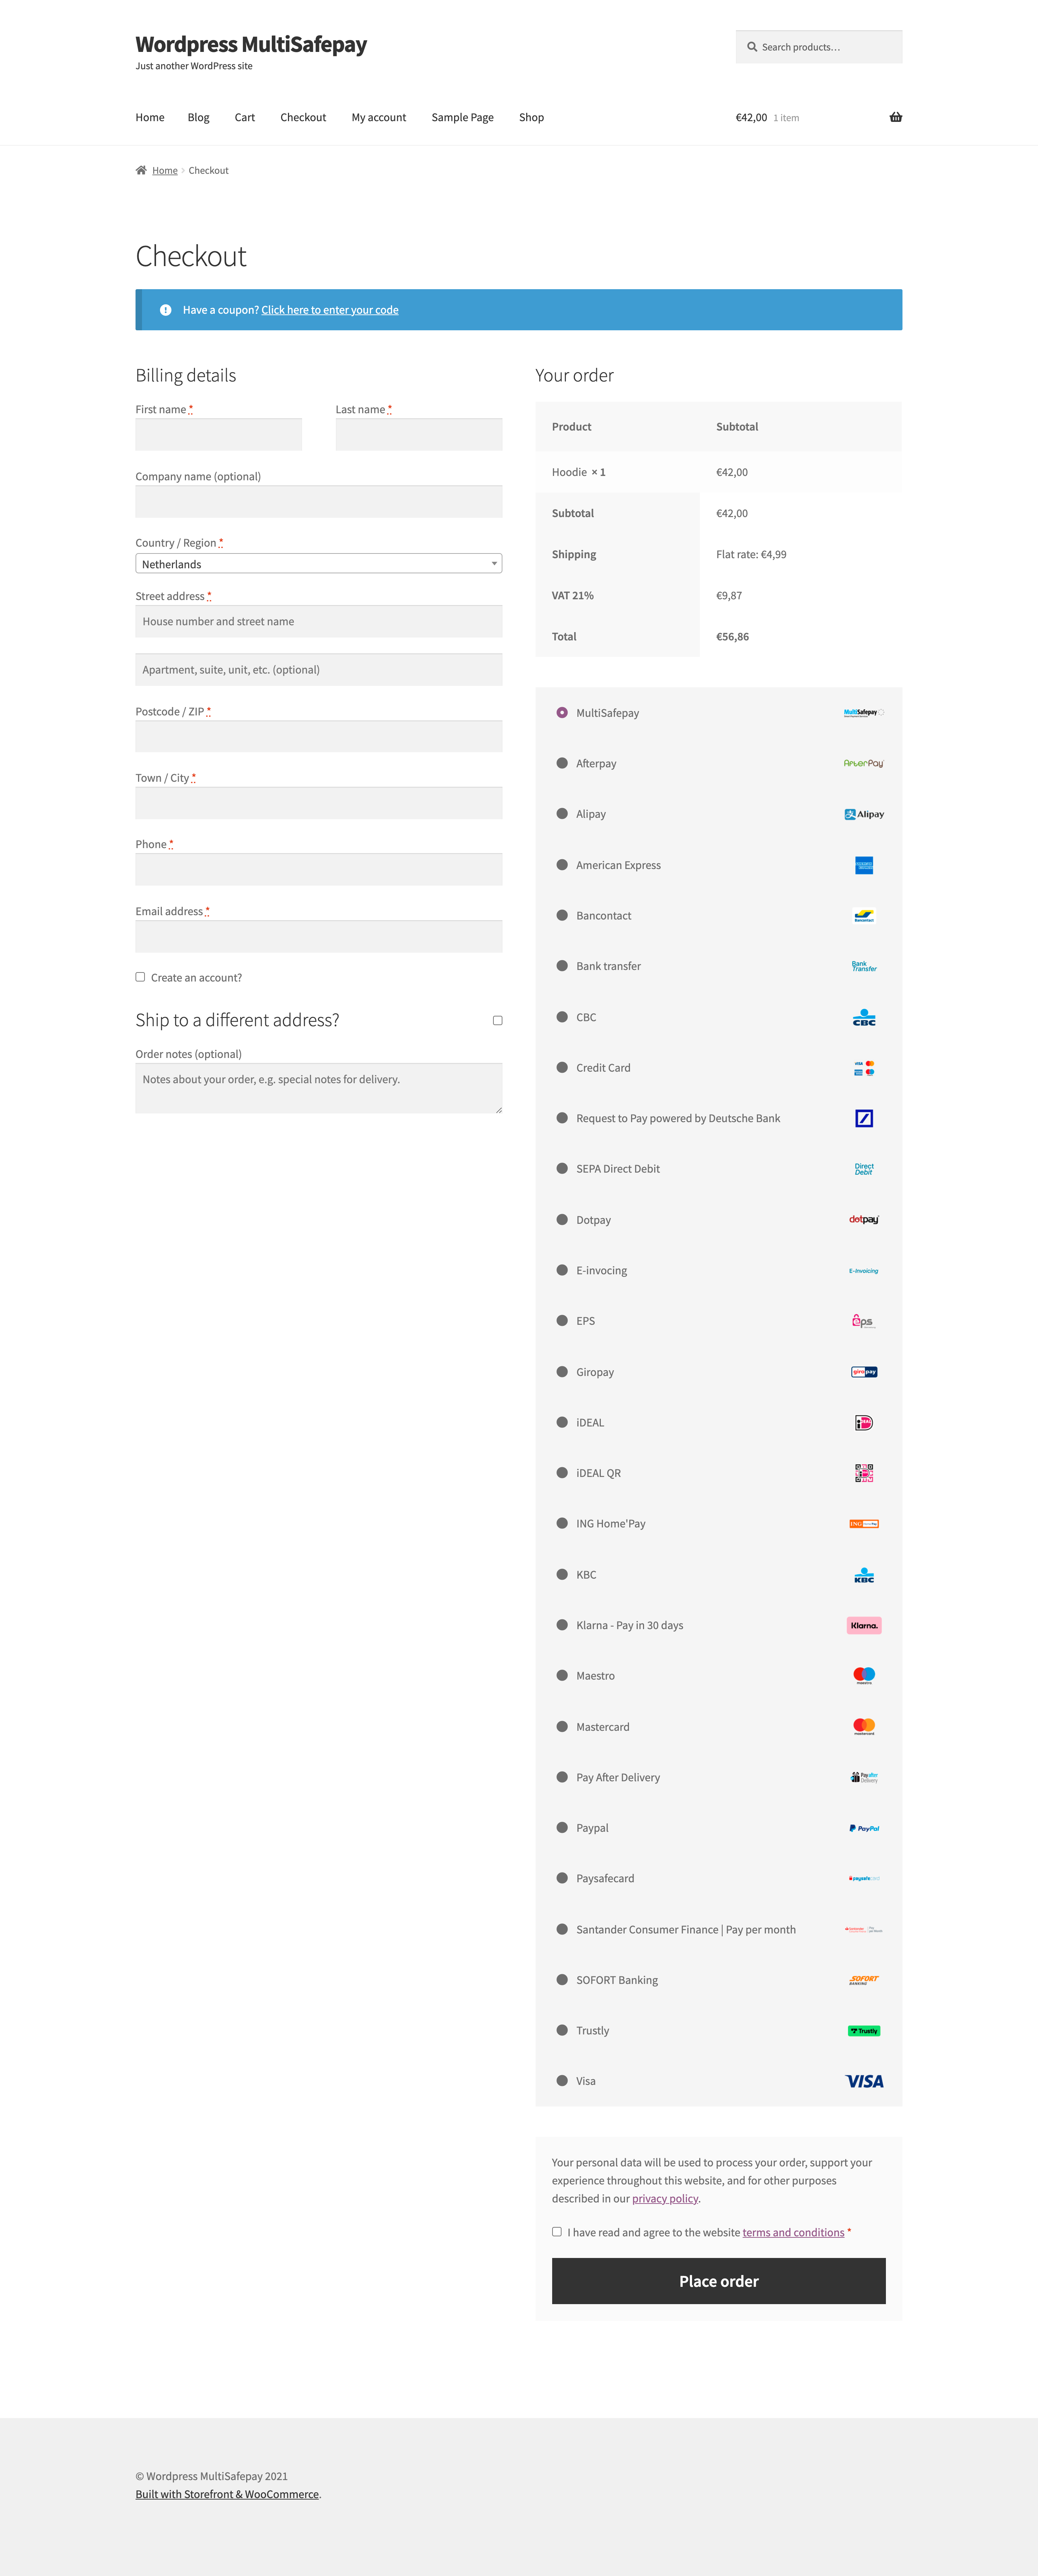 Wordpress MultiSafepay
Just another WordPress site
Search products…
Home Blog Cart Checkout My account Sample Page Shop
€42,00 1 item
Home › Checkout
Checkout
Have a coupon? Click here to enter your code
Billing details
First name *
Last name *
Company name (optional)
Country / Region *
Netherlands
Street address *
House number and street name
Apartment, suite, unit, etc. (optional)
Postcode / ZIP *
Town / City *
Phone *
Email address *
Create an account?
Ship to a different address?
Order notes (optional)
Notes about your order, e.g. special notes for delivery.
Your order
Product Subtotal
Hoodie × 1 €42,00
Subtotal €42,00
Shipping Flat rate: €4,99
VAT 21% €9,87
Total €56,86
MultiSafepay MultiSafepay
Afterpay AfterPay
Alipay Alipay
American Express
Bancontact Bancontact
Bank transfer Bank Transfer
CBC CBC
Credit Card
Request to Pay powered by Deutsche Bank
SEPA Direct Debit Direct Debit
Dotpay dotpay
E-invocing E-Invoicing
EPS eps
Giropay giropay
iDEAL
iDEAL QR
ING Home'Pay ING
KBC KBC
Klarna - Pay in 30 days Klarna.
Maestro maestro
Mastercard mastercard
Pay After Delivery Pay after Delivery
Paypal PayPal
Paysafecard paysafecard
Santander Consumer Finance | Pay per month
SOFORT Banking SOFORT BANKING
Trustly Trustly
Visa VISA
Your personal data will be used to process your order, support your
experience throughout this website, and for other purposes
described in our privacy policy.
I have read and agree to the website terms and conditions *
Place order
© Wordpress MultiSafepay 2021
Built with Storefront & WooCommerce.